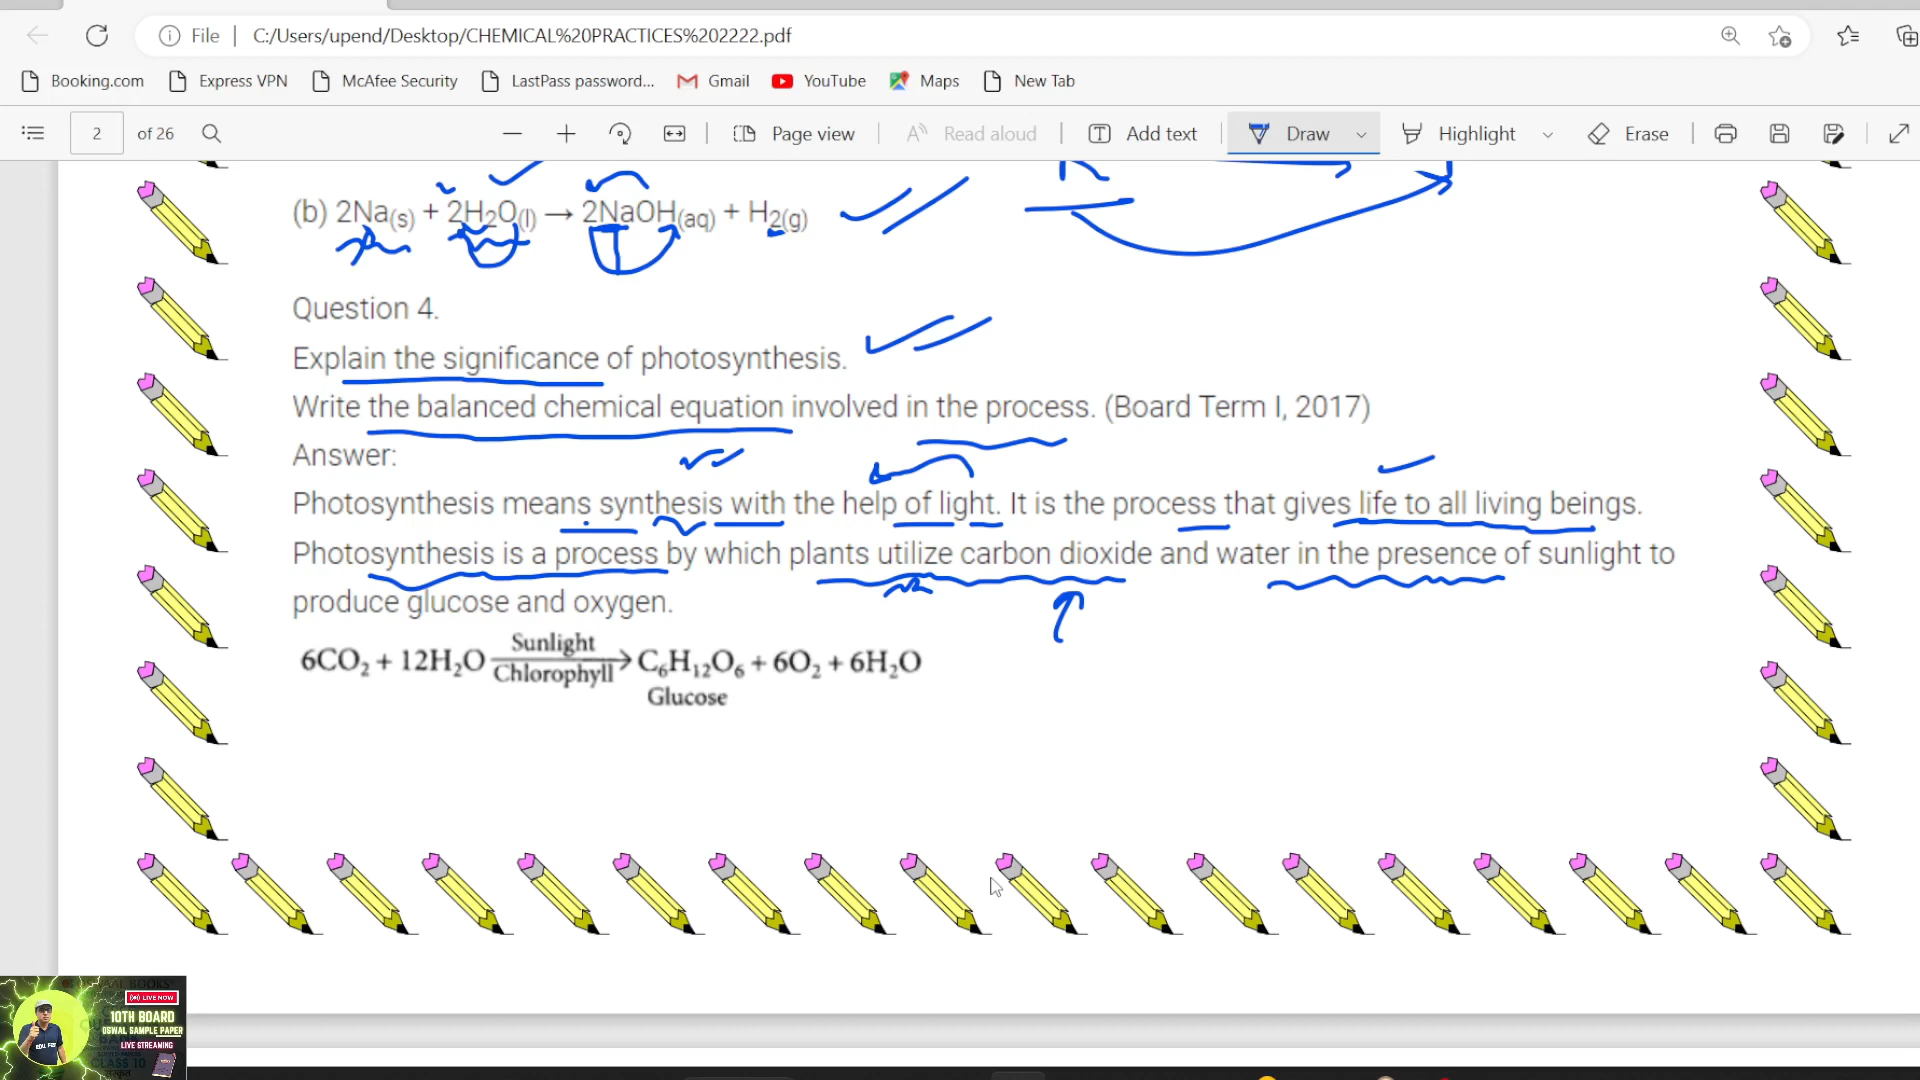 File | C:/Users/upend/Desktop/CHEMICAL%20PRACTICES%202222.pdf
Booking.com Express VPN McAfee Security LastPass password... Gmail YouTube Maps New Tab
2 of 26 Page view Read aloud Add text Draw Highlight Erase
(b) 2Na(s) + 2H₂O(l) → 2NaOH(aq) + H₂(g)
Question 4.
Explain the significance of photosynthesis.
Write the balanced chemical equation involved in the process. (Board Term I, 2017)
Answer:
Photosynthesis means synthesis with the help of light. It is the process that gives life to all living beings.
Photosynthesis is a process by which plants utilize carbon dioxide and water in the presence of sunlight to
produce glucose and oxygen.
Sunlight
6CO₂ + 12H₂O → C₆H₁₂O₆ + 6O₂ + 6H₂O
Chlorophyll
Glucose
LIVE NOW
10TH BOARD
OSWAL SAMPLE PAPER
LIVE STREAMING
CLASS 10